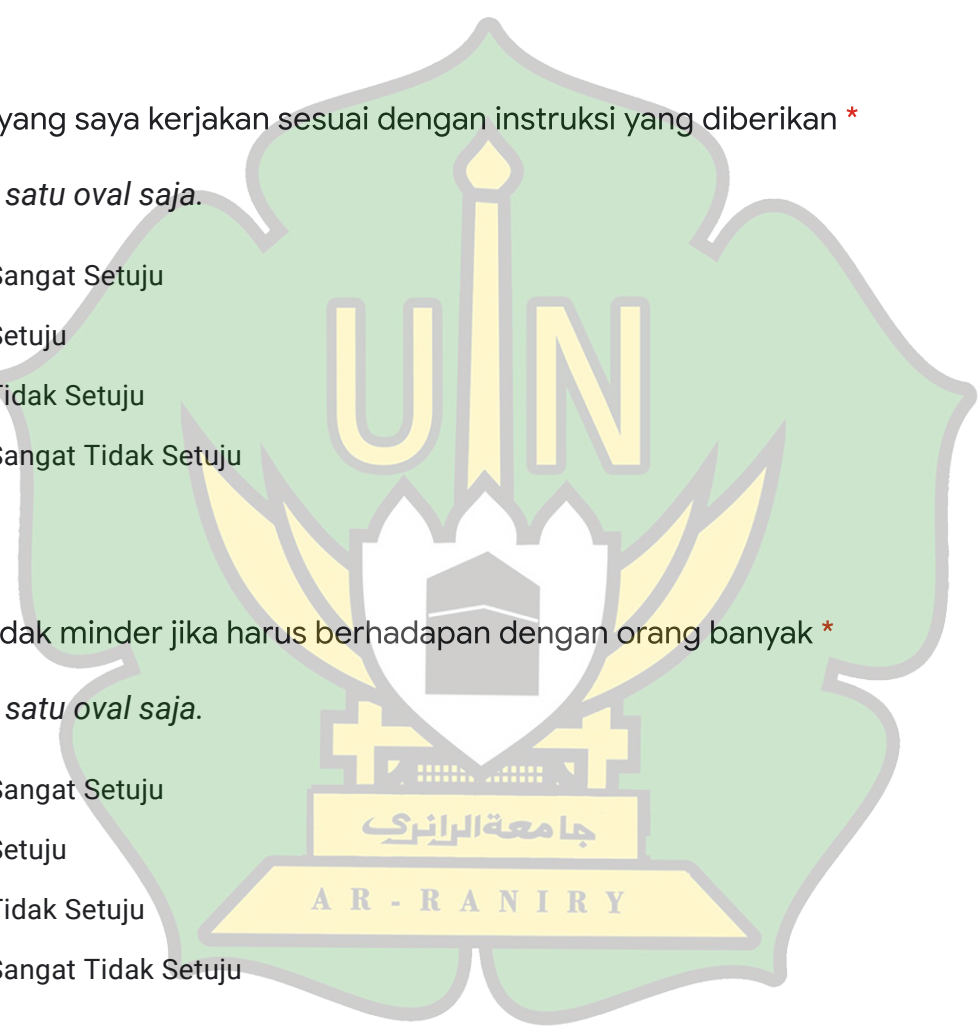 yang saya kerjakan sesuai dengan instruksi yang diberikan *
satu oval saja.
Sangat Setuju
Setuju
Tidak Setuju
Sangat Tidak Setuju
UIN
dak minder jika harus berhadapan dengan orang banyak *
satu oval saja.
Sangat Setuju
جامعة الرانري
Setuju
AR-RANIRY
Tidak Setuju
Sangat Tidak Setuju